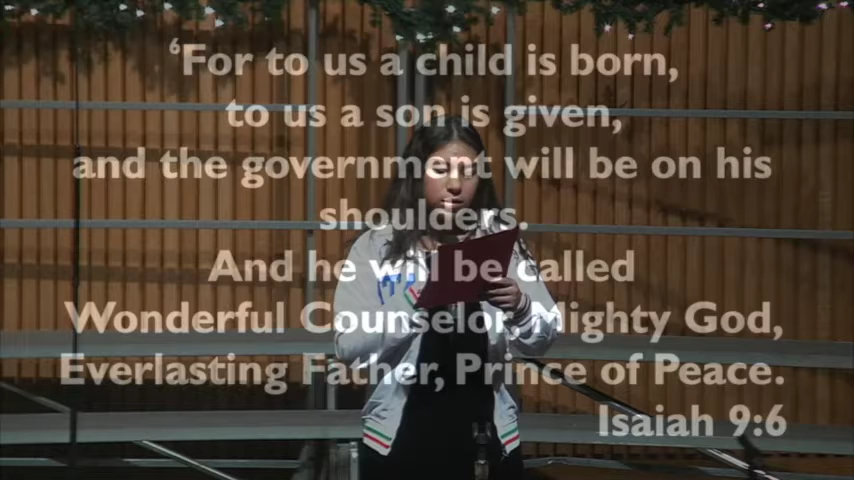 ‘For to us a child is born,
to us a son is given,
and the government will be on his
shoulders.
And he will be called
Wonderful Counselor, Mighty God,
Everlasting Father, Prince of Peace.
Isaiah 9:6